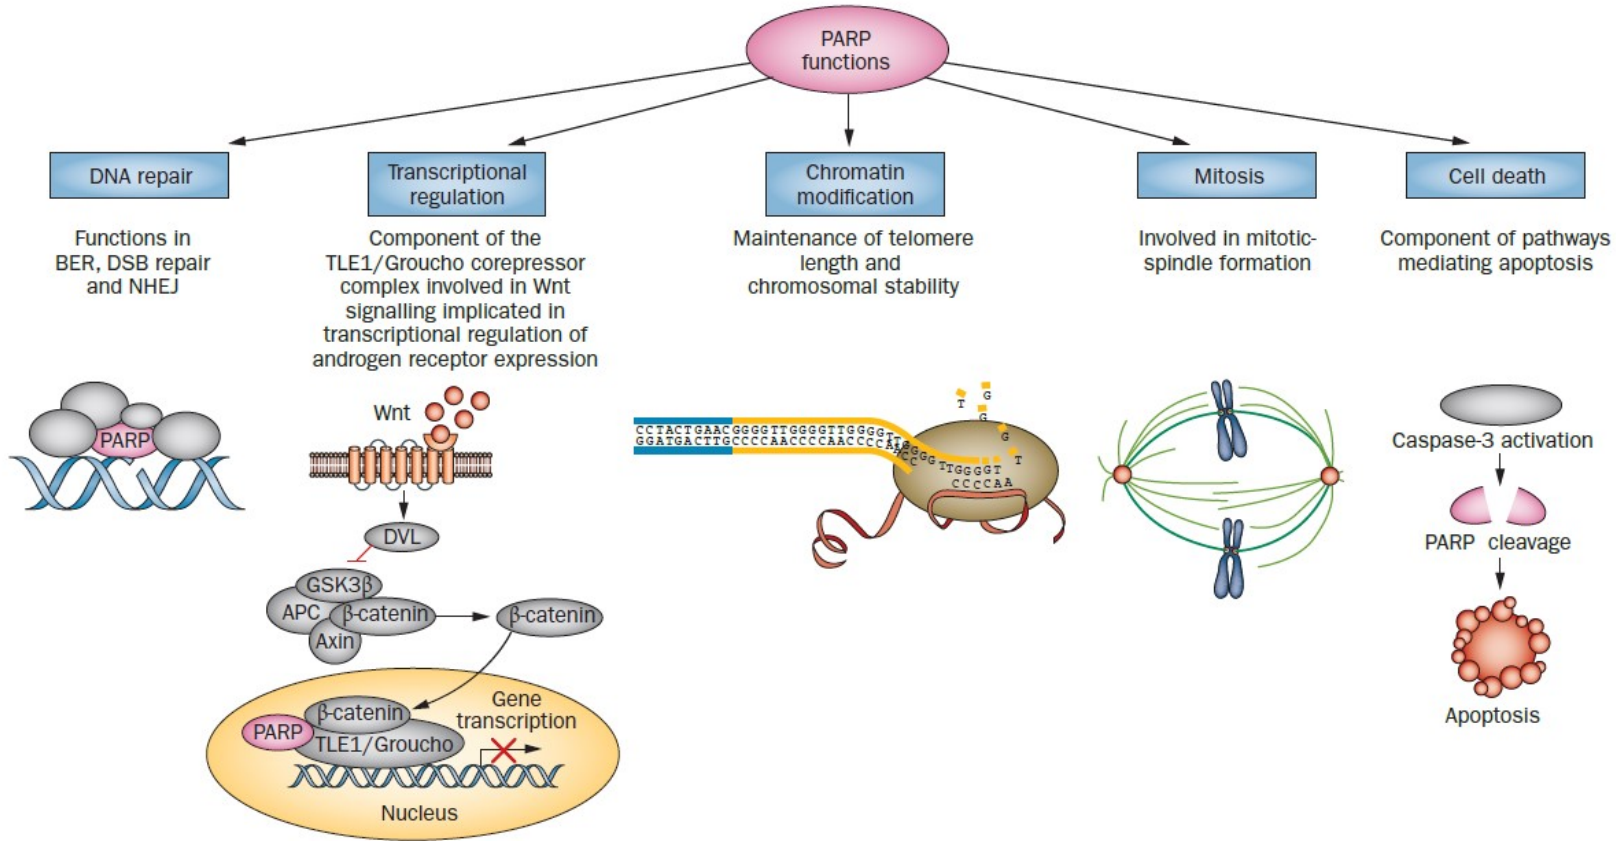 PARP
functions
DNA repair
Functions in
BER, DSB repair
and NHEJ
PARP
Transcriptional
regulation
Component of the
TLE1/Groucho corepressor
complex involved in Wnt
signalling implicated in
transcriptional regulation of
androgen receptor expression
Wnt
DVL
GSK3β
APC
β-catenin
Axin
β-catenin
β-catenin
PARP
TLE1/Groucho
Gene
transcription
Nucleus
Chromatin
modification
Maintenance of telomere
length and
chromosomal stability
CCTACTGAACGGGGTTGGGGTTGGGGTT
GGATGACTTGCCCCAACCCCAACCCCA
TTGGGGT
CCCCAA
T
G
G
G
T
Mitosis
Involved in mitotic-
spindle formation
Cell death
Component of pathways
mediating apoptosis
Caspase-3 activation
PARP cleavage
Apoptosis